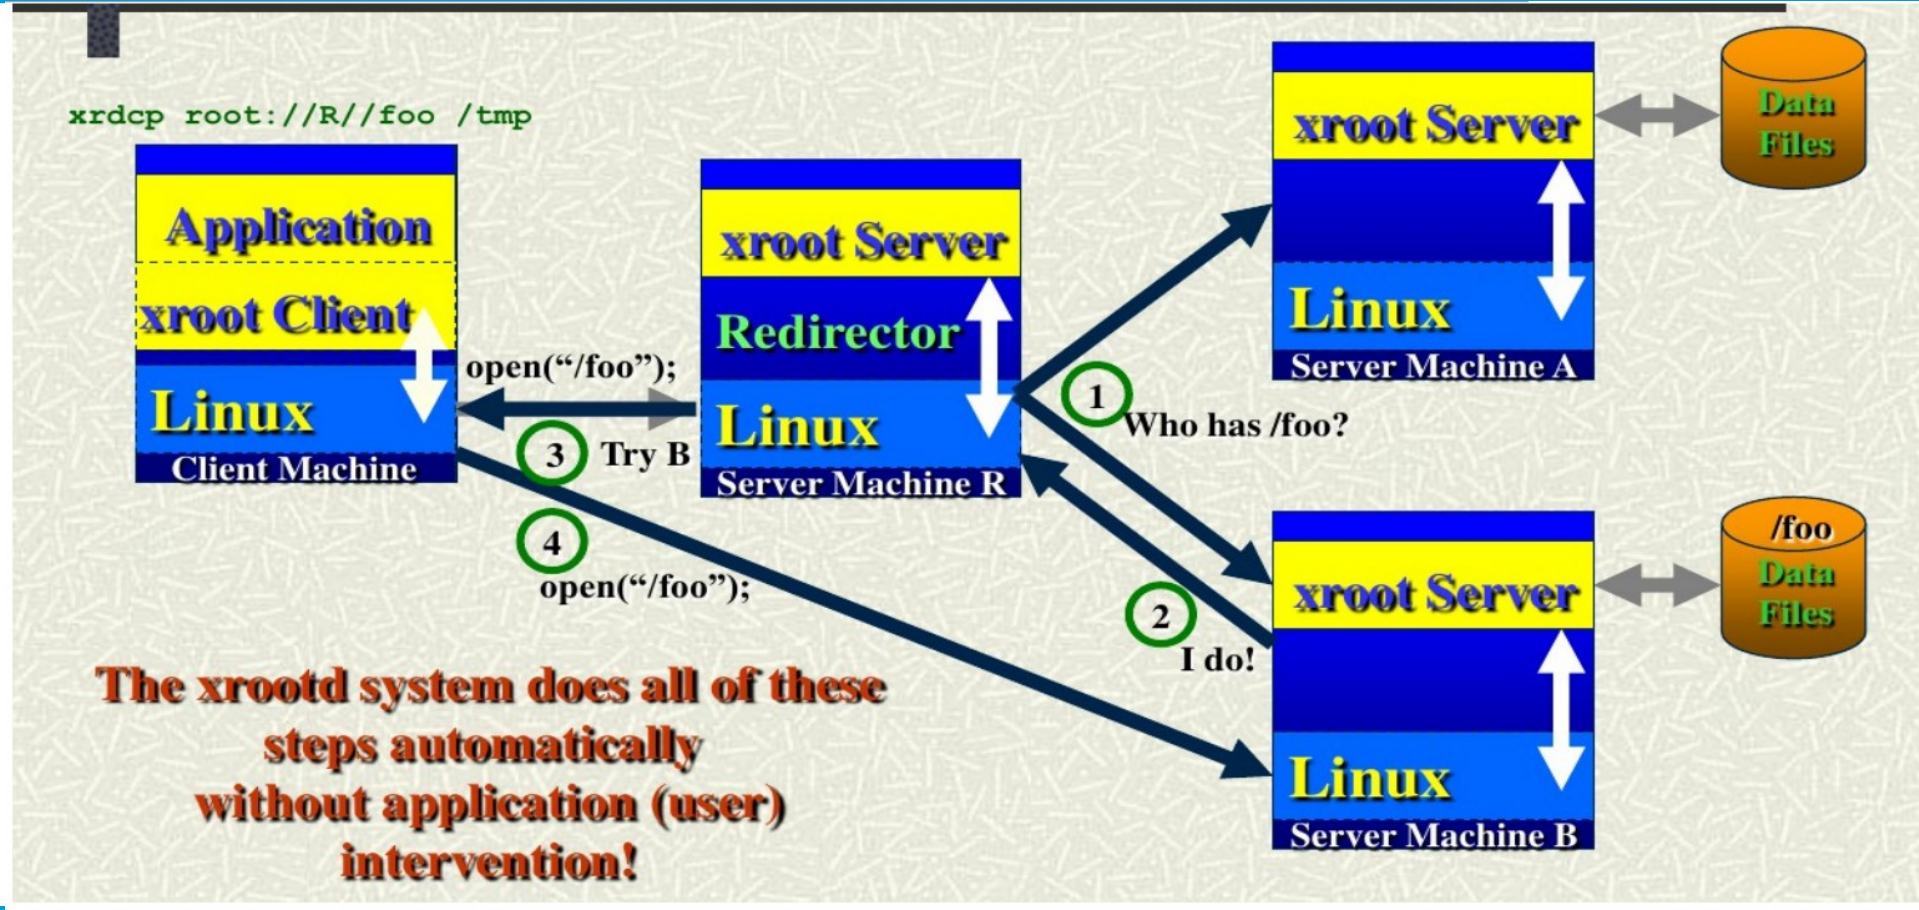 xrdcp root://R//foo /tmp
Application
xroot Client
Linux
Client Machine
open(“/foo”);
3 Try B
4
open(“/foo”);
xroot Server
Redirector
Linux
Server Machine R
1
Who has /foo?
2
I do!
xroot Server
Linux
Server Machine A
Data
Files
xroot Server
Linux
Server Machine B
/foo
Data
Files
The xrootd system does all of these
steps automatically
without application (user)
intervention!